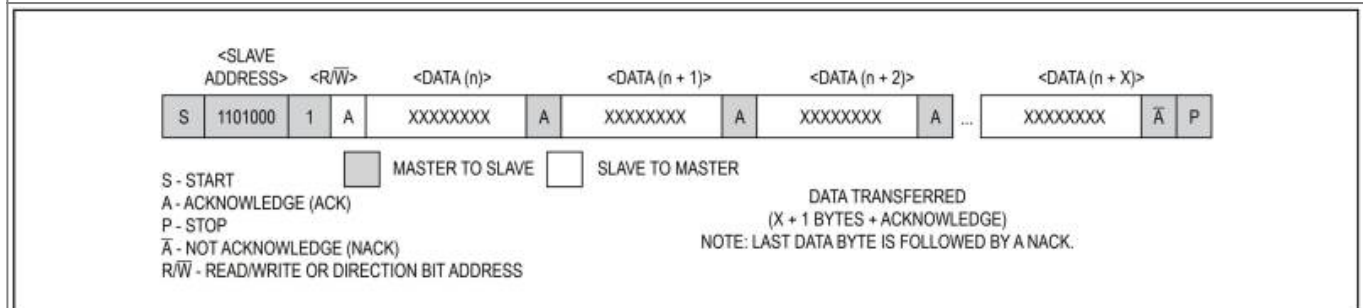 <SLAVE
ADDRESS> <R/W̅> <DATA (n)> <DATA (n + 1)> <DATA (n + 2)> <DATA (n + X)>
S 1101000 1 A XXXXXXXX A XXXXXXXX A XXXXXXXX A ... XXXXXXXX A̅ P
MASTER TO SLAVE SLAVE TO MASTER
S - START
A - ACKNOWLEDGE (ACK)
P - STOP
A̅ - NOT ACKNOWLEDGE (NACK)
R/W̅ - READ/WRITE OR DIRECTION BIT ADDRESS
DATA TRANSFERRED
(X + 1 BYTES + ACKNOWLEDGE)
NOTE: LAST DATA BYTE IS FOLLOWED BY A NACK.